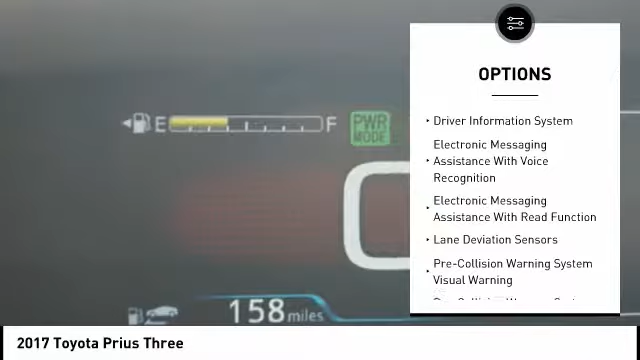 E
F
PWR
MODE
158 miles
OPTIONS
Driver Information System
Electronic Messaging
Assistance With Voice
Recognition
Electronic Messaging
Assistance With Read Function
Lane Deviation Sensors
Pre-Collision Warning System
Visual Warning
2017 Toyota Prius Three